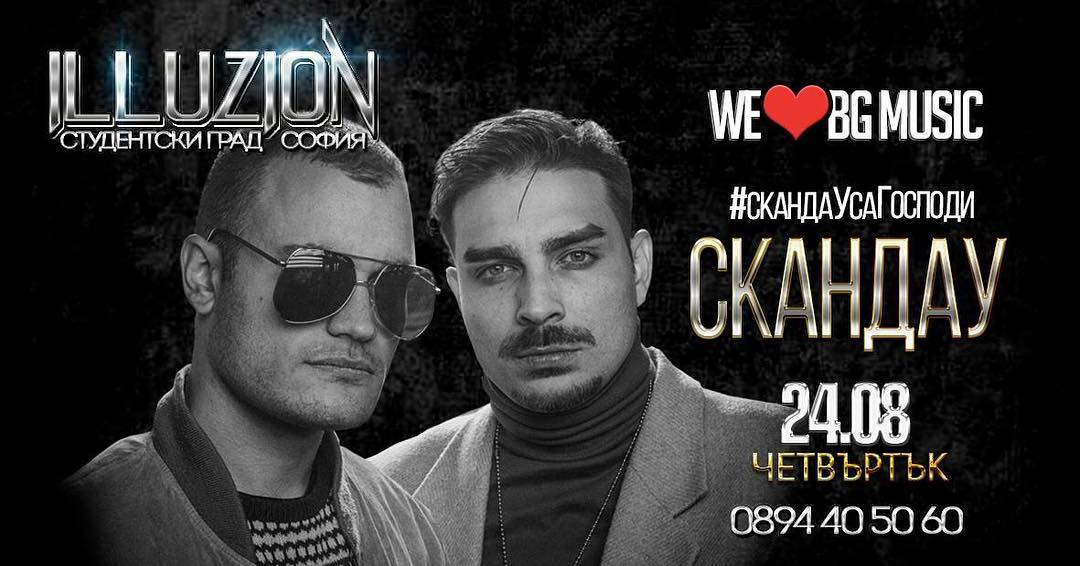 ILLUZION
СТУДЕНТСКИ ГРАД СОФИЯ
WE ❤ BG MUSIC
#СКАНДАУСАГОСПОДИ
СКАНДАУ
24.08
ЧЕТВЪРТЪК
0894 40 50 60